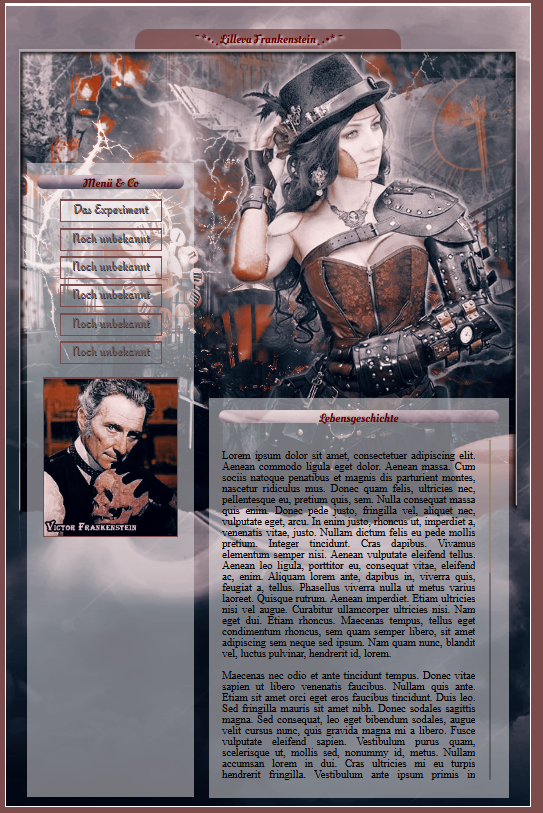 ¯°*•. Lilleva Frankenstein .•*°¯
Menü & Co
Das Experiment
Noch unbekannt
Noch unbekannt
Noch unbekannt
Noch unbekannt
Noch unbekannt
Victor Frankenstein
Lebensgeschichte
Lorem ipsum dolor sit amet, consectetuer adipiscing elit.
Aenean commodo ligula eget dolor. Aenean massa. Cum
sociis natoque penatibus et magnis dis parturient montes,
nascetur ridiculus mus. Donec quam felis, ultricies nec,
pellentesque eu, pretium quis, sem. Nulla consequat massa
quis enim. Donec pede justo, fringilla vel, aliquet nec,
vulputate eget, arcu. In enim justo, rhoncus ut, imperdiet a,
venenatis vitae, justo. Nullam dictum felis eu pede mollis
pretium. Integer tincidunt. Cras dapibus. Vivamus
elementum semper nisi. Aenean vulputate eleifend tellus.
Aenean leo ligula, porttitor eu, consequat vitae, eleifend
ac, enim. Aliquam lorem ante, dapibus in, viverra quis,
feugiat a, tellus. Phasellus viverra nulla ut metus varius
laoreet. Quisque rutrum. Aenean imperdiet. Etiam ultricies
nisi vel augue. Curabitur ullamcorper ultricies nisi. Nam
eget dui. Etiam rhoncus. Maecenas tempus, tellus eget
condimentum rhoncus, sem quam semper libero, sit amet
adipiscing sem neque sed ipsum. Nam quam nunc, blandit
vel, luctus pulvinar, hendrerit id, lorem.
Maecenas nec odio et ante tincidunt tempus. Donec vitae
sapien ut libero venenatis faucibus. Nullam quis ante.
Etiam sit amet orci eget eros faucibus tincidunt. Duis leo.
Sed fringilla mauris sit amet nibh. Donec sodales sagittis
magna. Sed consequat, leo eget bibendum sodales, augue
velit cursus nunc, quis gravida magna mi a libero. Fusce
vulputate eleifend sapien. Vestibulum purus quam,
scelerisque ut, mollis sed, nonummy id, metus. Nullam
accumsan lorem in dui. Cras ultricies mi eu turpis
hendrerit fringilla. Vestibulum ante ipsum primis in